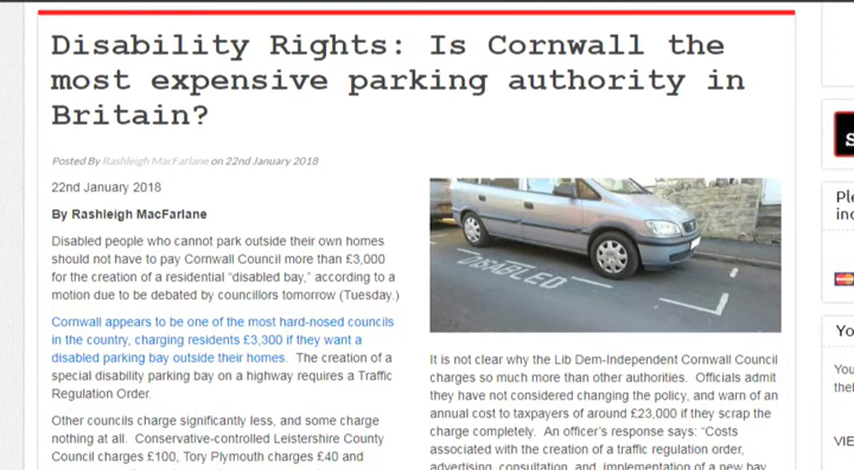 Disability Rights: Is Cornwall the
most expensive parking authority in
Britain?
Posted By Rashleigh MacFarlane on 22nd January 2018
22nd January 2018
By Rashleigh MacFarlane
Disabled people who cannot park outside their own homes
should not have to pay Cornwall Council more than £3,000
for the creation of a residential “disabled bay,” according to a
motion due to be debated by councillors tomorrow (Tuesday.)
Cornwall appears to be one of the most hard-nosed councils
in the country, charging residents £3,300 if they want a
disabled parking bay outside their homes. The creation of a
special disability parking bay on a highway requires a Traffic
Regulation Order.
Other councils charge significantly less, and some charge
nothing at all. Conservative-controlled Leistershire County
Council charges £100, Tory Plymouth charges £40 and
DISABLED
It is not clear why the Lib Dem-Independent Cornwall Council
charges so much more than other authorities. Officials admit
they have not considered changing the policy, and warn of an
annual cost to taxpayers of around £23,000 if they scrap the
charge completely. An officer’s response says: “Costs
associated with the creation of a traffic regulation order,
advertising, consultation, and implementation of a new bay
S
Ple
inc
Yo
You
thei
VIE